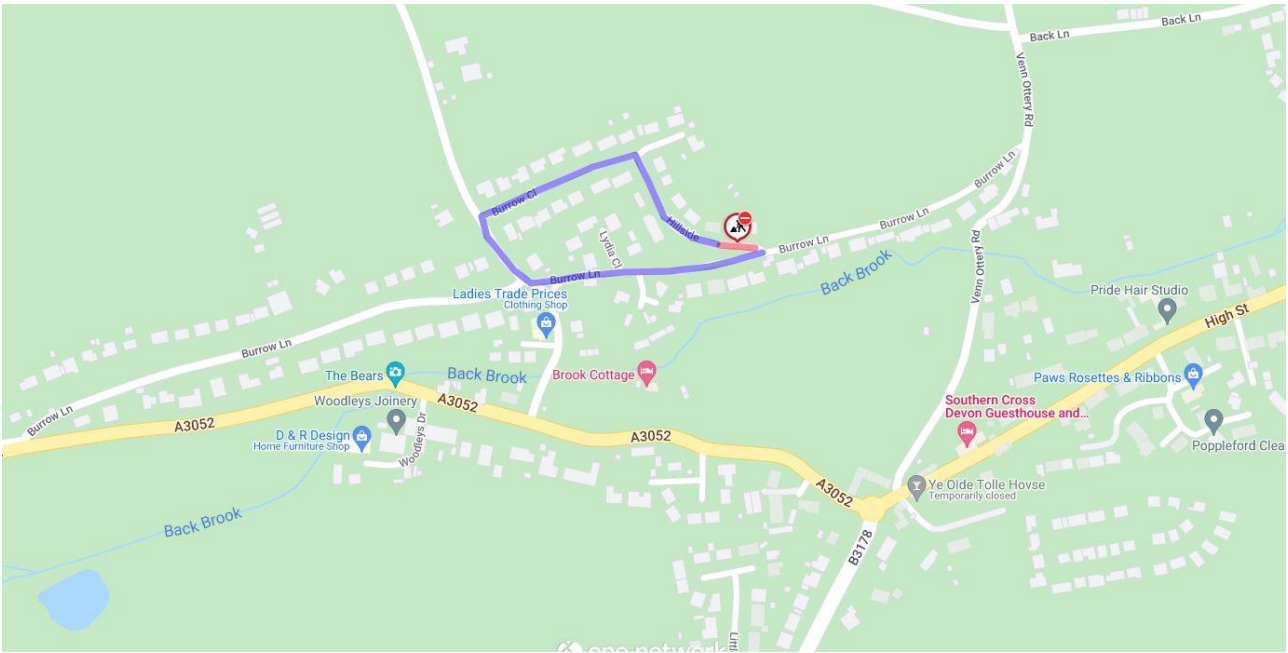 Back Ln
Back Ln
Venn Ottery Rd
Burrow Ln
Burrow Cl
Hillside
Lydia Cl
Burrow Ln
Burrow Ln
Burrow Ln
Back Brook
Venn Ottery Rd
Pride Hair Studio
High St
Ladies Trade Prices
Clothing Shop
Burrow Ln
The Bears
Back Brook
Brook Cottage
Paws Rosettes & Ribbons
Woodleys Joinery
A3052
Southern Cross
Devon Guesthouse and...
Burrow Ln
A3052
D & R Design
Home Furniture Shop
Woodleys Dr
A3052
Poppleford Clea
A3052
Ye Olde Tolle Hovse
Temporarily closed
Back Brook
B3178
Littl
one.network